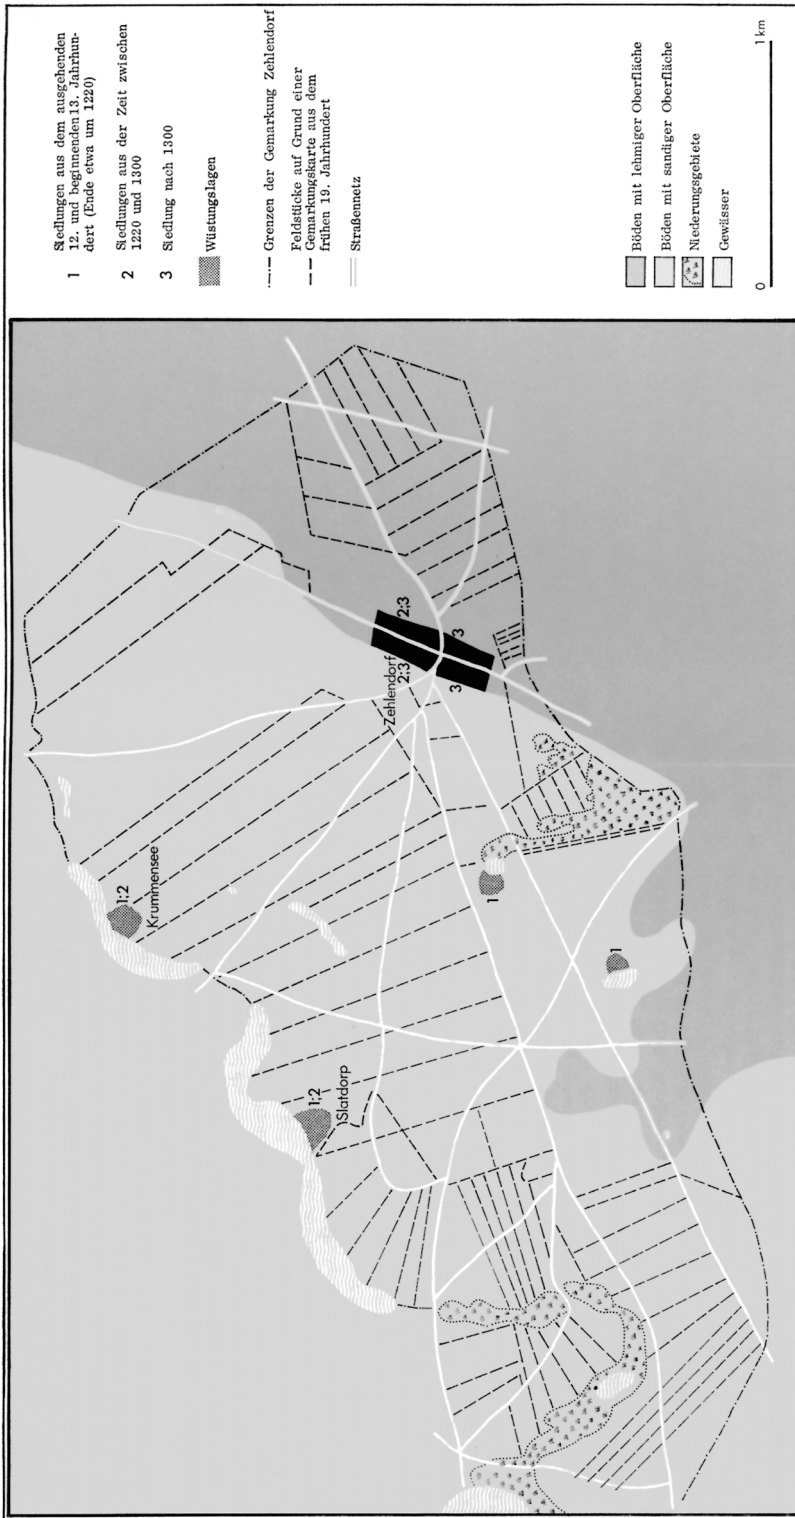 1 Siedlungen aus dem ausgehenden
12. und beginnenden 13. Jahrhun-
dert (Ende etwa um 1220)
2 Siedlungen aus der Zeit zwischen
1220 und 1300
3 Siedlung nach 1300
Wüstungslagen
Grenzen der Gemarkung Zehlendorf
Feldstücke auf Grund einer
Gemarkungskarte aus dem
frühen 19. Jahrhundert
Straßennetz
Böden mit lehmiger Oberfläche
Böden mit sandiger Oberfläche
Niederungsgebiete
Gewässer
0 1 km
1;2
Krummensee
1;2
Slatdorp
Zehlendorf
2;3
2;3
3
3
1
1